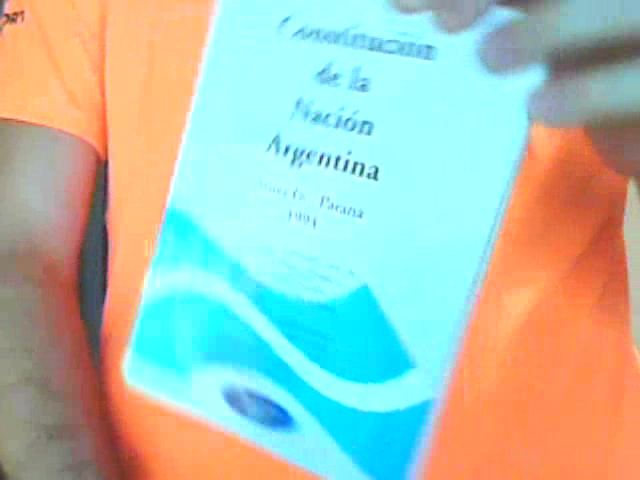 Constitución
de la
Nación
Argentina
Santa Fe - Paraná
1994